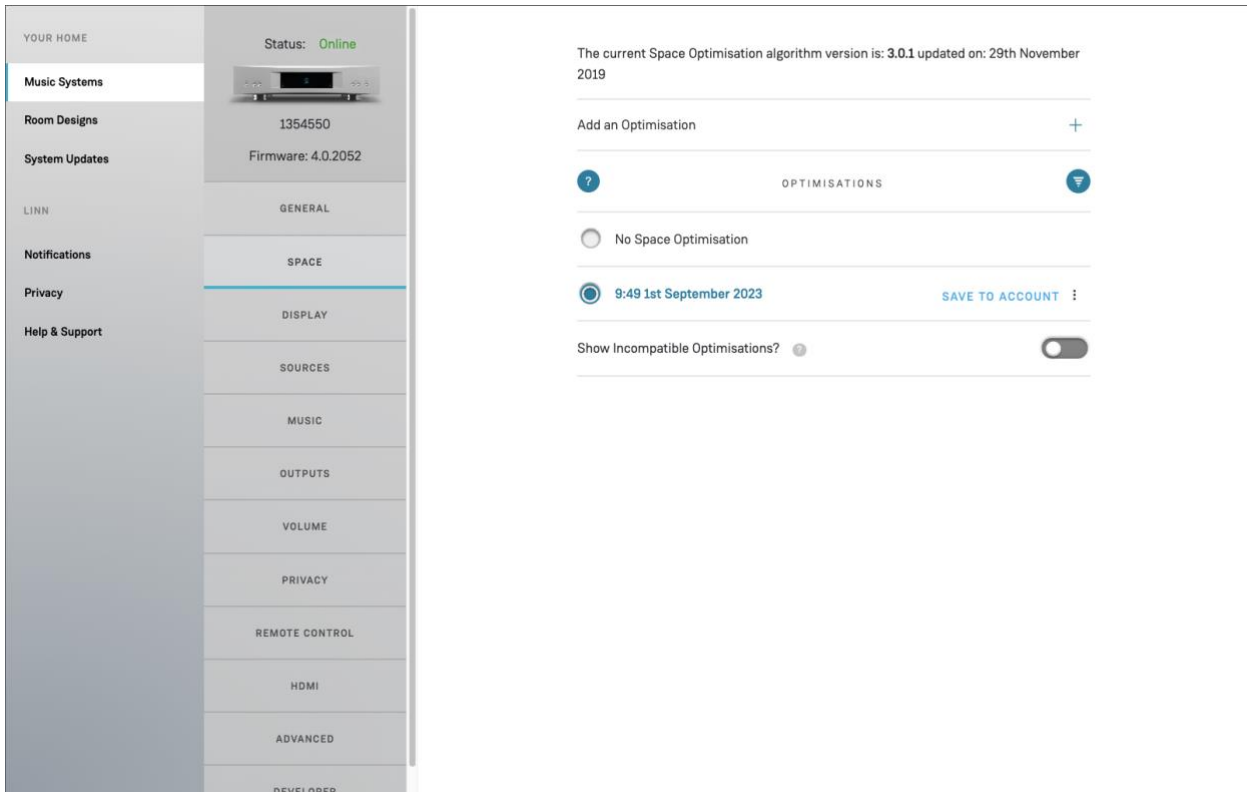 YOUR HOME
Music Systems
Room Designs
System Updates
LINN
Notifications
Privacy
Help & Support
Status: Online
1354550
Firmware: 4.0.2052
GENERAL
SPACE
DISPLAY
SOURCES
MUSIC
OUTPUTS
VOLUME
PRIVACY
REMOTE CONTROL
HDMI
ADVANCED
DEVELOPER
The current Space Optimisation algorithm version is: 3.0.1 updated on: 29th November
2019
Add an Optimisation +
? OPTIMISATIONS
No Space Optimisation
9:49 1st September 2023 SAVE TO ACCOUNT
Show Incompatible Optimisations? ?